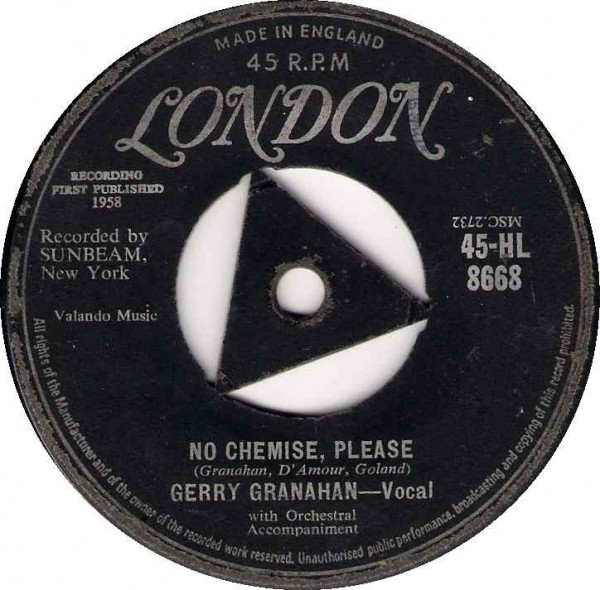 MADE IN ENGLAND
45 R.P.M
LONDON
RECORDING
FIRST PUBLISHED
1958
Recorded by
SUNBEAM,
New York
Valando Music
MSC.2732
45-HL
8668
NO CHEMISE, PLEASE
(Granahan, D'Amour, Goland)
GERRY GRANAHAN—Vocal
with Orchestral
Accompaniment
All rights of the Manufacturer and of the owner of the recorded work reserved. Unauthorised public performance, broadcasting and copying of this record prohibited.